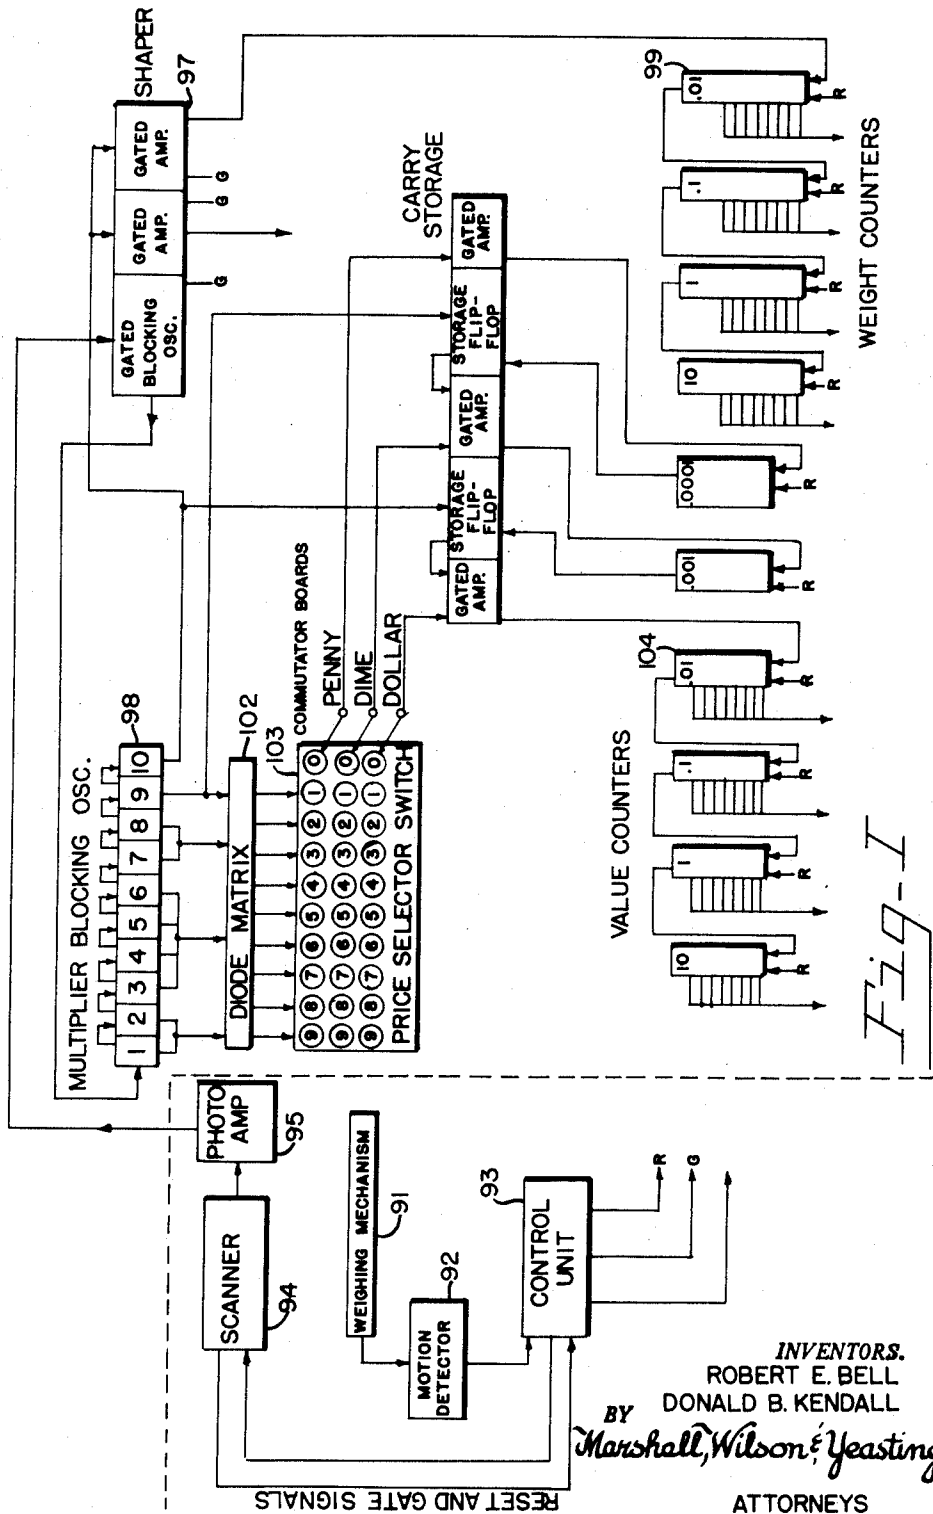 SHAPER
97
GATED BLOCKING OSC.
GATED AMP.
GATED AMP.
G
G
G
MULTIPLIER BLOCKING OSC.
98
1 2 3 4 5 6 7 8 9 10
DIODE MATRIX
102
COMMUTATOR BOARDS
103
9 8 7 6 5 4 3 2 1 0
9 8 7 6 5 4 3 2 1 0
9 8 7 6 5 4 3 2 1 0
PRICE SELECTOR SWITCH
PENNY
DIME
DOLLAR
CARRY STORAGE
GATED AMP.
STORAGE FLIP-FLOP
GATED AMP.
STORAGE FLIP-FLOP
GATED AMP.
VALUE COUNTERS
104
10
1
.1
.01
.001
.0001
R
R
R
R
R
R
10
1
.1
.01
99
R
R
R
R
WEIGHT COUNTERS
PHOTO AMP
95
SCANNER
94
WEIGHING MECHANISM
91
MOTION DETECTOR
92
CONTROL UNIT
93
R
G
RESET AND GATE SIGNALS
Fig-I
INVENTORS.
ROBERT E. BELL
DONALD B. KENDALL
BY
Marshall, Wilson & Yeasting
ATTORNEYS